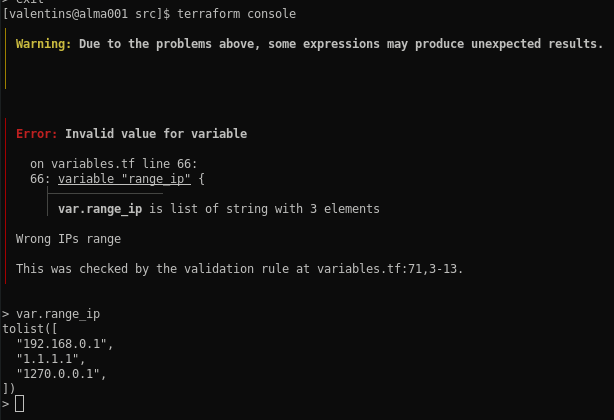 > exit
[valentins@alma001 src]$ terraform console
Warning: Due to the problems above, some expressions may produce unexpected results.
Error: Invalid value for variable
on variables.tf line 66:
66: variable "range_ip" {
var.range_ip is list of string with 3 elements
Wrong IPs range
This was checked by the validation rule at variables.tf:71,3-13.
> var.range_ip
tolist([
"192.168.0.1",
"1.1.1.1",
"1270.0.0.1",
])
>